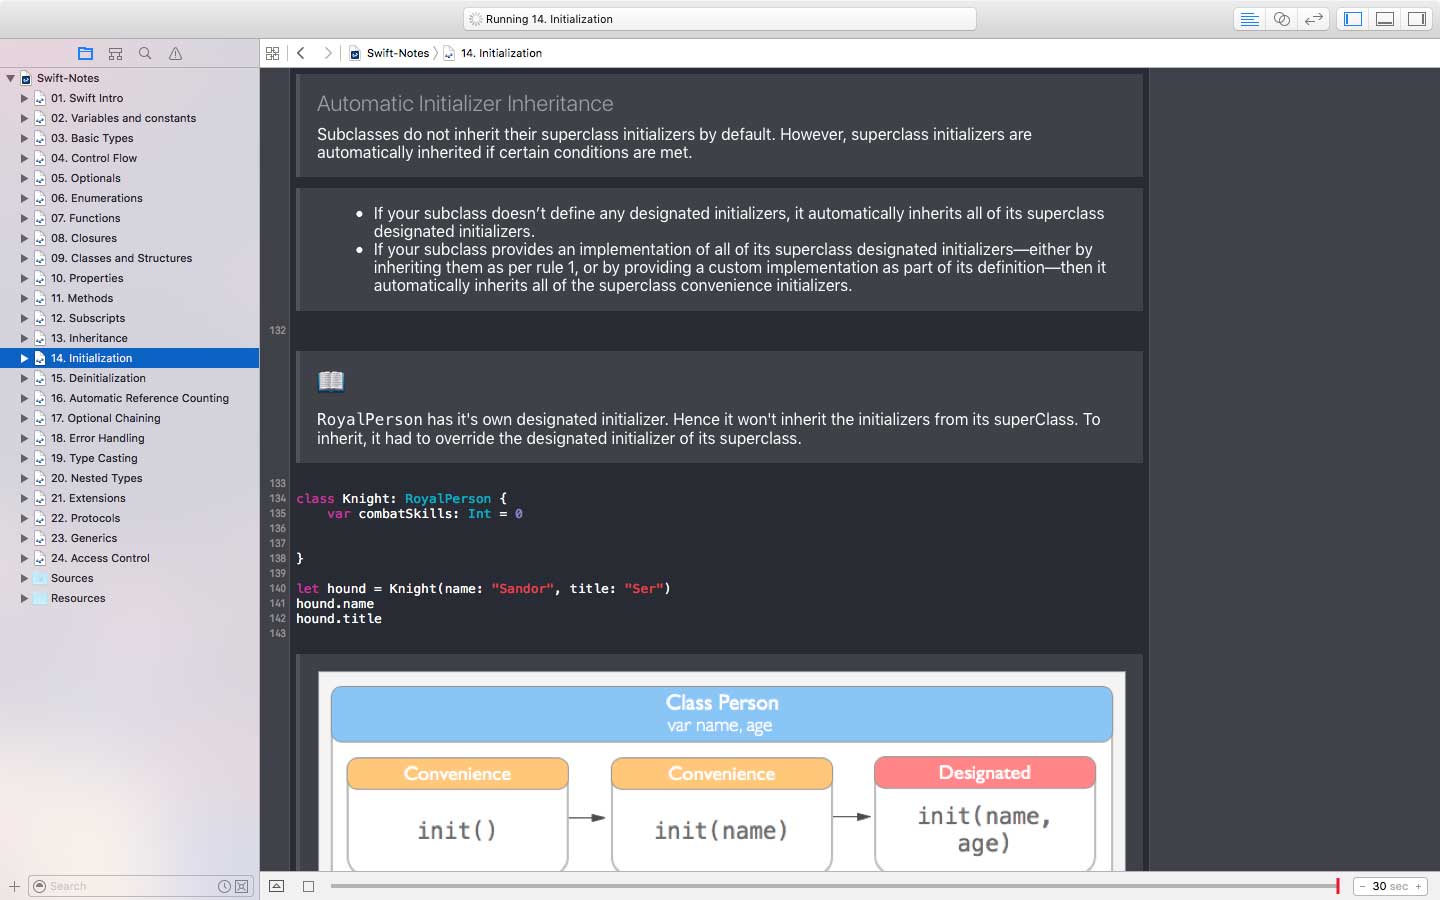 Running 14. Initialization
Swift-Notes
14. Initialization
Swift-Notes
01. Swift Intro
02. Variables and constants
03. Basic Types
04. Control Flow
05. Optionals
06. Enumerations
07. Functions
08. Closures
09. Classes and Structures
10. Properties
11. Methods
12. Subscripts
13. Inheritance
14. Initialization
15. Deinitialization
16. Automatic Reference Counting
17. Optional Chaining
18. Error Handling
19. Type Casting
20. Nested Types
21. Extensions
22. Protocols
23. Generics
24. Access Control
Sources
Resources
Search
Automatic Initializer Inheritance
Subclasses do not inherit their superclass initializers by default. However, superclass initializers are
automatically inherited if certain conditions are met.
• If your subclass doesn’t define any designated initializers, it automatically inherits all of its superclass
designated initializers.
• If your subclass provides an implementation of all of its superclass designated initializers—either by
inheriting them as per rule 1, or by providing a custom implementation as part of its definition—then it
automatically inherits all of the superclass convenience initializers.
132
RoyalPerson has it's own designated initializer. Hence it won't inherit the initializers from its superClass. To
inherit, it had to override the designated initializer of its superclass.
133
134 class Knight: RoyalPerson {
135     var combatSkills: Int = 0
136
137
138 }
139
140 let hound = Knight(name: "Sandor", title: "Ser")
141 hound.name
142 hound.title
143
Class Person
var name, age
Convenience
init()
Convenience
init(name)
Designated
init(name,
age)
− 30 sec +